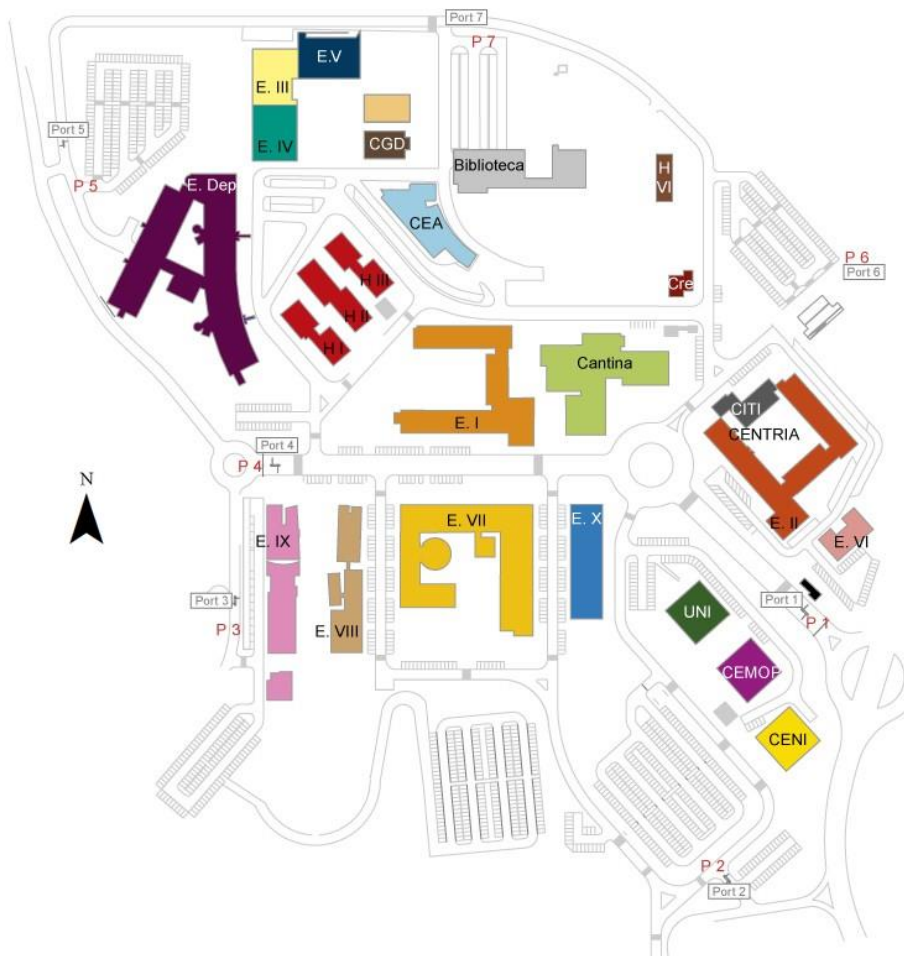 Port 7
P 7
E.V
E. III
E. IV
CGD
Port 5
P 5
E. Dep
Biblioteca
H
VI
CEA
P 6
Port 6
Cre
H III
H II
H I
Cantina
E. I
CITI
CENTRIA
Port 4
P 4
N
E. IX
E. VII
E. X
E. II
E. VI
Port 3
P 3
E. VIII
UNI
Port 1
P 1
CEMOP
CENI
P 2
Port 2